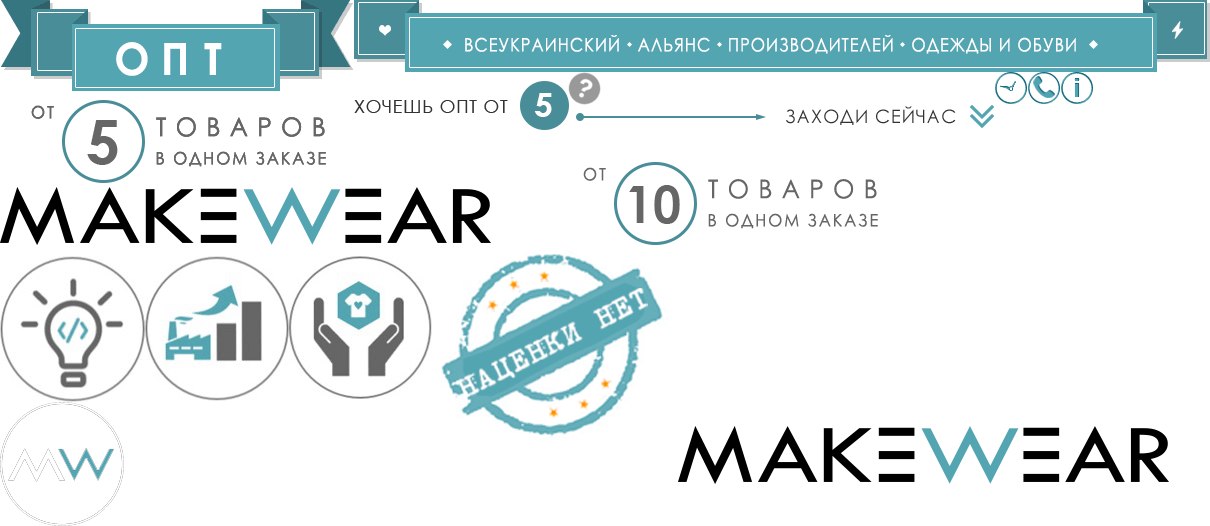 ОПТ
ВСЕУКРАИНСКИЙ • АЛЬЯНС • ПРОИЗВОДИТЕЛЕЙ • ОДЕЖДЫ И ОБУВИ
ОТ 5 ТОВАРОВ
В ОДНОМ ЗАКАЗЕ
ХОЧЕШЬ ОПТ ОТ 5 ?
ЗАХОДИ СЕЙЧАС
i
ОТ 10 ТОВАРОВ
В ОДНОМ ЗАКАЗЕ
MAKEWEAR
</>
НАЦЕНКИ НЕТ
MW
MAKEWEAR